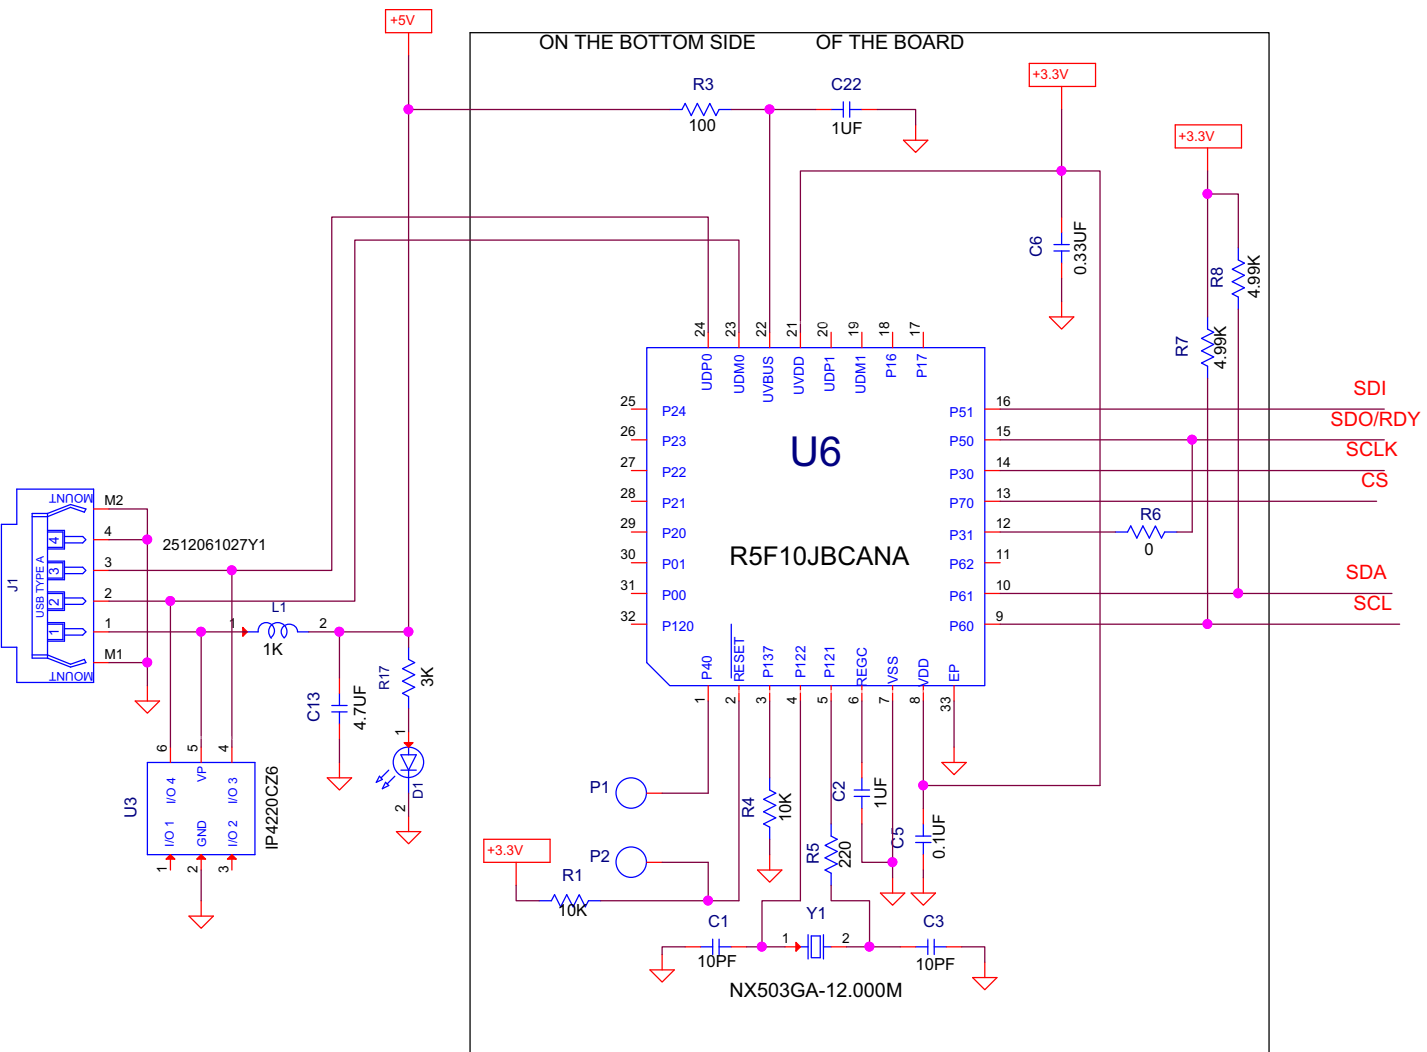 +5V
ON THE BOTTOM SIDE OF THE BOARD
+3.3V
R3
100
C22
1UF
+3.3V
C6
0.33UF
R8
4.99K
R7
4.99K
24
23
22
21
20
19
18
17
UDP0
UDM0
UVBUS
UVDD
UDP1
UDM1
P16
P17
25 P24
26 P23
27 P22
28 P21
29 P20
30 P01
31 P00
32 P120
U6
R5F10JBCANA
P51 16
P50 15
P30 14
P70 13
P31 12
P62 11
P61 10
P60 9
SDI
SDO/RDY
SCLK
CS
R6
0
SDA
SCL
P40
RESET
P137
P122
P121
REGC
VSS
VDD
EP
1
2
3
4
5
6
7
8
33
J1
USB TYPE A
MOUNT
M2
4 4
3 3
2 2
1 1
M1
MOUNT
2512061027Y1
1 L1 2
1K
C13
4.7UF
R17
3K
1
D1
2
6
5
4
I/O 4
VP
I/O 3
U3
IP4220CZ6
I/O 1
GND
I/O 2
1
2
3
P1
P2
+3.3V
R1
10K
R4
10K
R5
220
C2
1UF
C5
0.1UF
C1
10PF
Y1
1 2
C3
10PF
NX503GA-12.000M